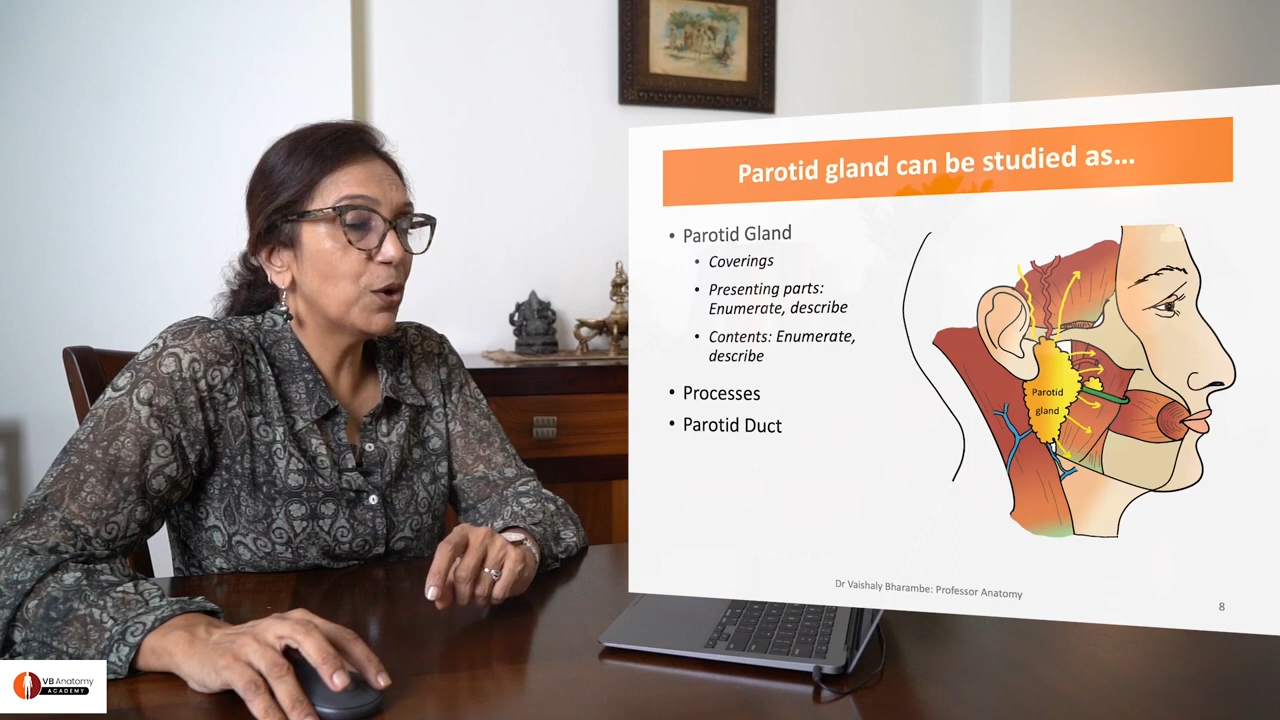 Parotid gland can be studied as...
• Parotid Gland
• Coverings
• Presenting parts:
Enumerate, describe
• Contents: Enumerate,
describe
• Processes
• Parotid Duct
Parotid
gland
Dr Vaishaly Bharambe: Professor Anatomy
8
VB Anatomy
ACADEMY